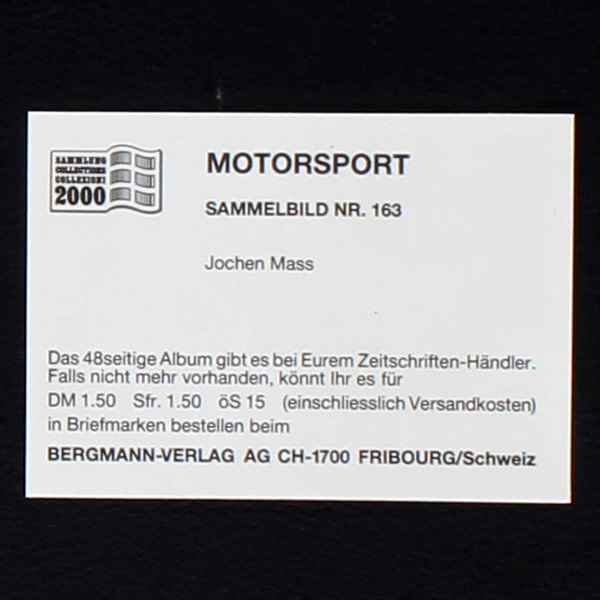 SAMMLUNG
COLLECTIONS
COLLEZIONI
2000
MOTORSPORT
SAMMELBILD NR. 163
Jochen Mass
Das 48seitige Album gibt es bei Eurem Zeitschriften-Händler.
Falls nicht mehr vorhanden, könnt Ihr es für
DM 1.50 Sfr. 1.50 öS 15 (einschliesslich Versandkosten)
in Briefmarken bestellen beim
BERGMANN-VERLAG AG CH-1700 FRIBOURG/Schweiz